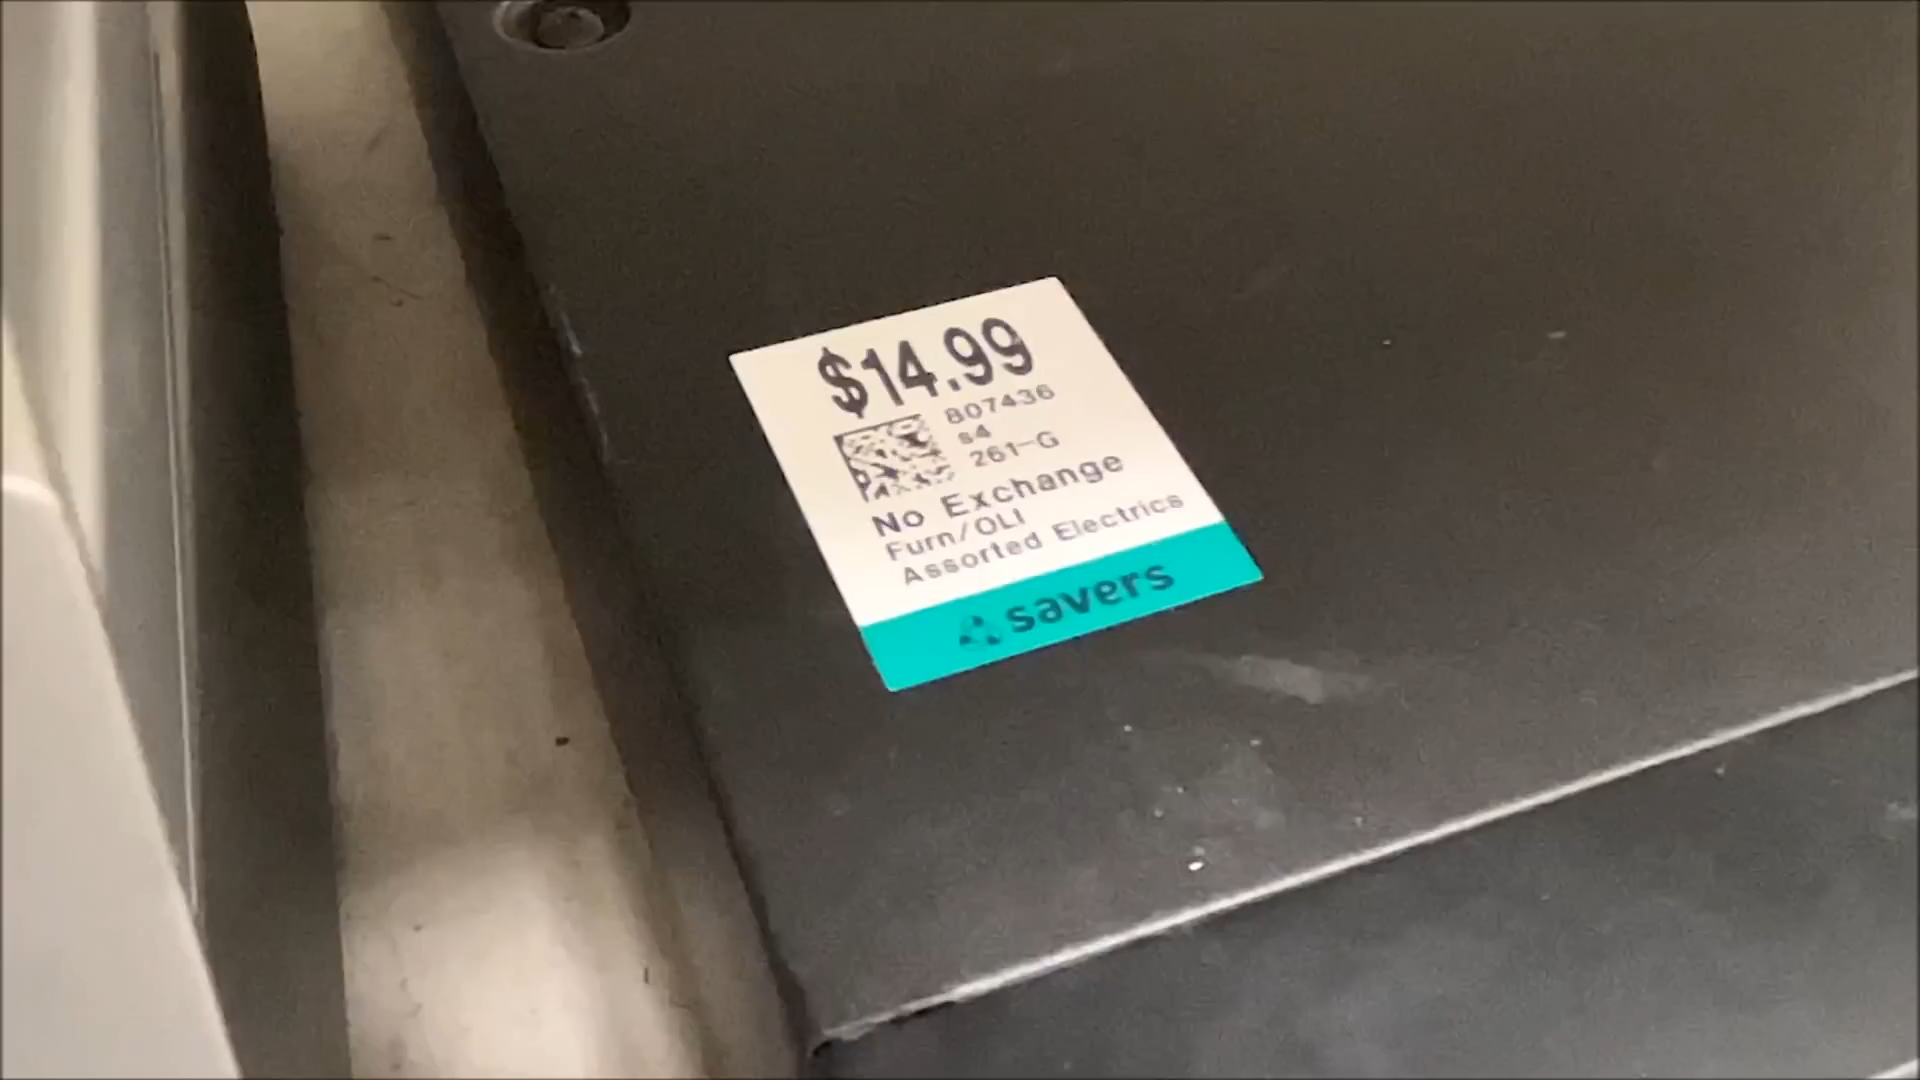 $14.99
807436
s4
261-G
No Exchange
Furn/OLI
Assorted Electrics
savers